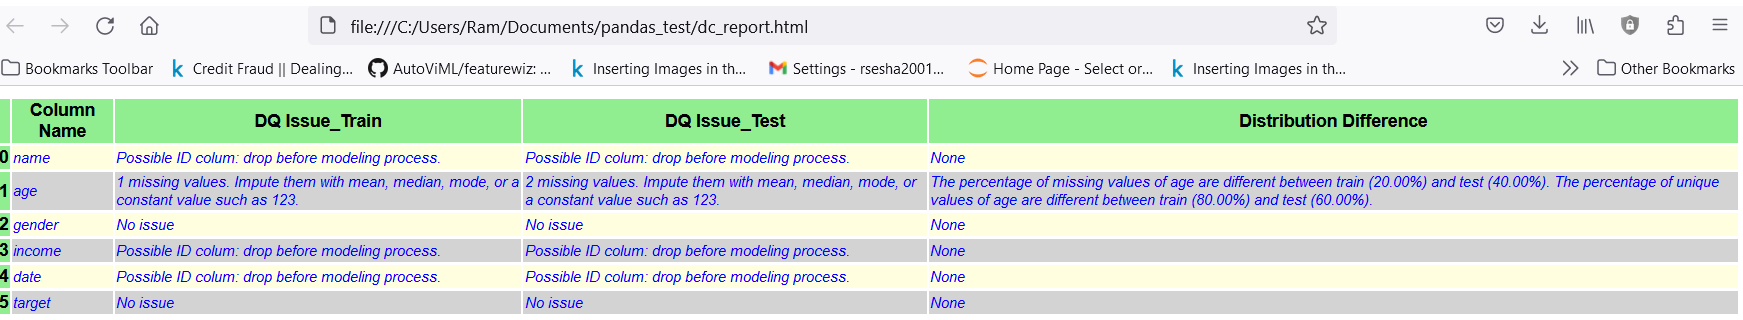 file:///C:/Users/Ram/Documents/pandas_test/dc_report.html
Bookmarks Toolbar Credit Fraud || Dealing... AutoViML/featurewiz: ... Inserting Images in th... Settings - rsesha2001... Home Page - Select or... Inserting Images in th... Other Bookmarks
Column Name DQ Issue_Train DQ Issue_Test Distribution Difference
0 name Possible ID colum: drop before modeling process. Possible ID colum: drop before modeling process. None
1 age 1 missing values. Impute them with mean, median, mode, or a constant value such as 123. 2 missing values. Impute them with mean, median, mode, or a constant value such as 123. The percentage of missing values of age are different between train (20.00%) and test (40.00%). The percentage of unique values of age are different between train (80.00%) and test (60.00%).
2 gender No issue No issue None
3 income Possible ID colum: drop before modeling process. Possible ID colum: drop before modeling process. None
4 date Possible ID colum: drop before modeling process. Possible ID colum: drop before modeling process. None
5 target No issue No issue None